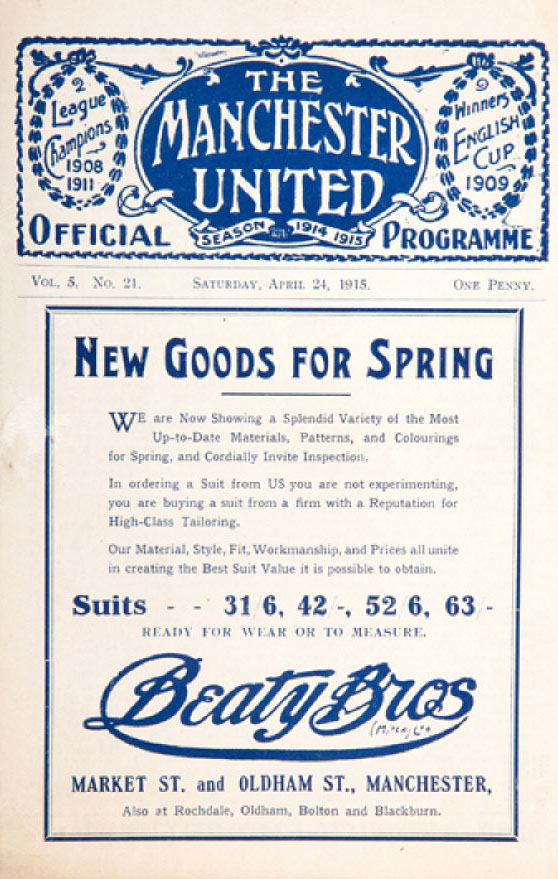 2
League
Champions
1908
1911
THE
MANCHESTER
UNITED
9
Winners
ENGLISH
CUP
1909
OFFICIAL
SEASON 1914 1915
PROGRAMME
VOL. 5. No. 21.
SATURDAY, APRIL 24, 1915.
ONE PENNY.
NEW GOODS FOR SPRING
WE are Now Showing a Splendid Variety of the Most
Up-to-Date Materials, Patterns, and Colourings
for Spring, and Cordially Invite Inspection.
In ordering a Suit from US you are not experimenting,
you are buying a suit from a firm with a Reputation for
High-Class Tailoring.
Our Material, Style, Fit, Workmanship, and Prices all unite
in creating the Best Suit Value it is possible to obtain.
Suits - - 31/6, 42/-, 52/6, 63/-
READY FOR WEAR OR TO MEASURE.
Beaty Bros
MARKET ST. and OLDHAM ST., MANCHESTER,
Also at Rochdale, Oldham, Bolton and Blackburn.